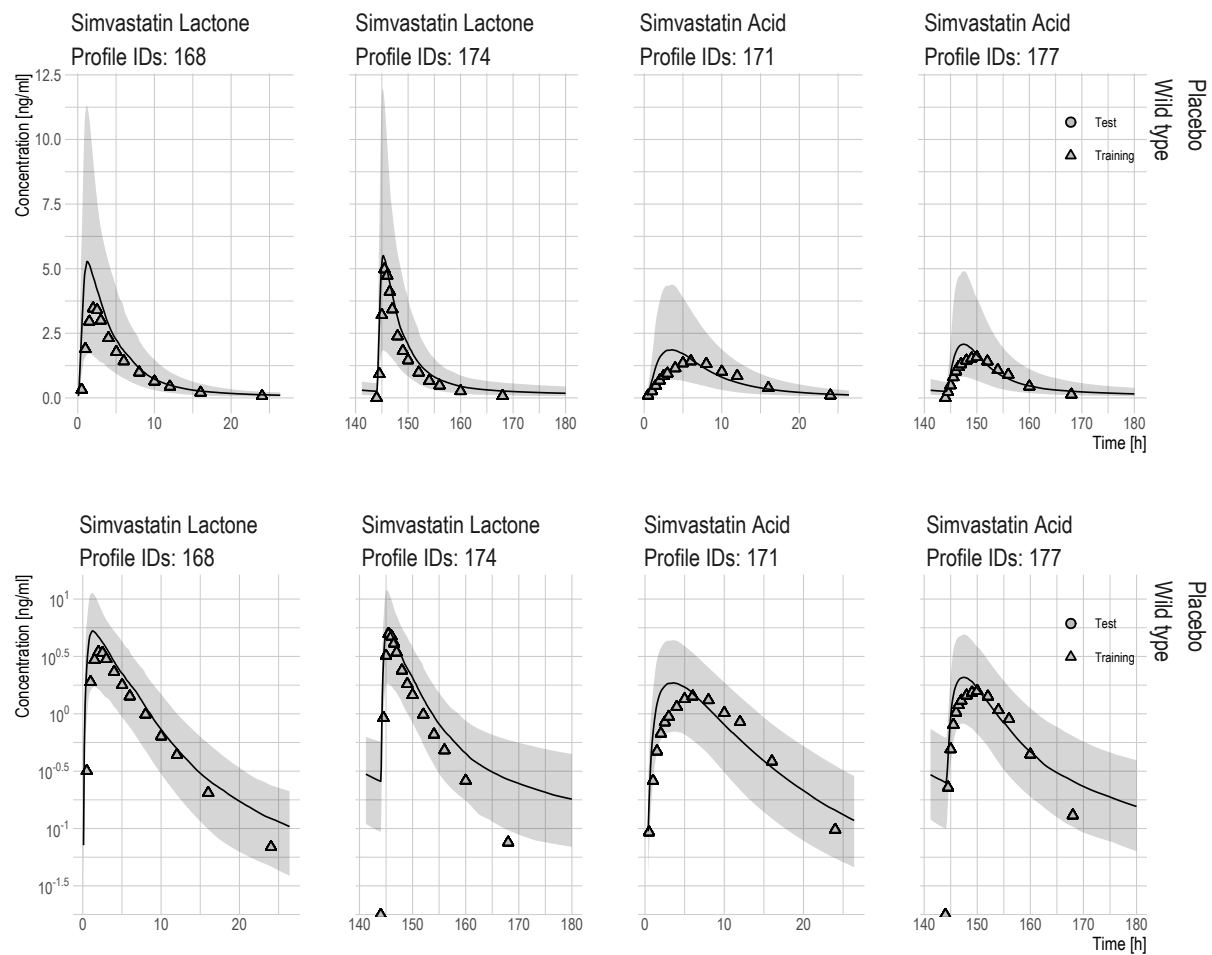 Simvastatin Lactone
Profile IDs: 168
Simvastatin Lactone
Profile IDs: 174
Simvastatin Acid
Profile IDs: 171
Simvastatin Acid
Profile IDs: 177
Concentration [ng/ml]
12.5
10.0
7.5
5.0
2.5
0.0
0 10 20
140 150 160 170 180
0 10 20
140 150 160 170 180
Time [h]
Test
Training
Placebo
Wild type
Simvastatin Lactone
Profile IDs: 168
Simvastatin Lactone
Profile IDs: 174
Simvastatin Acid
Profile IDs: 171
Simvastatin Acid
Profile IDs: 177
Concentration [ng/ml]
10^1
10^0.5
10^0
10^-0.5
10^-1
10^-1.5
0 10 20
140 150 160 170 180
0 10 20
140 150 160 170 180
Time [h]
Test
Training
Placebo
Wild type